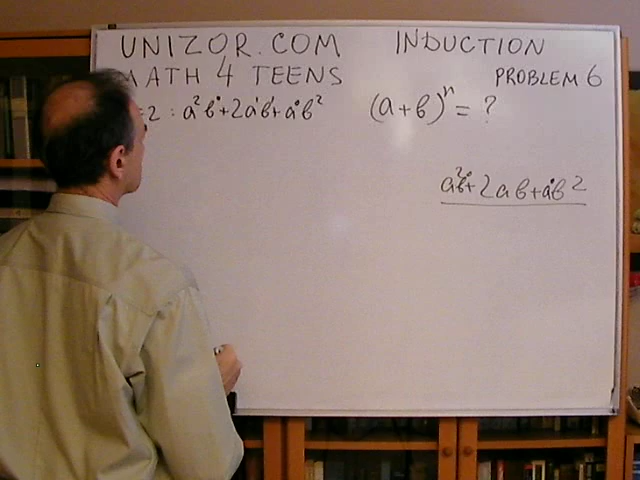 UNIZOR.COM INDUCTION
MATH 4 TEENS PROBLEM 6
=2 : a²b⁰+2a¹b¹+a⁰b² (a+b)ⁿ = ?
a²b⁰+2ab+a⁰b²